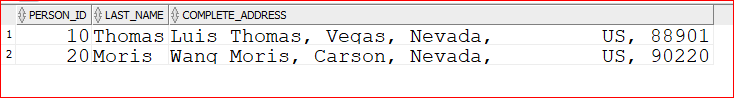 PERSON_ID LAST_NAME COMPLETE_ADDRESS
1 10 Thomas Luis Thomas, Vegas, Nevada, US, 88901
2 20 Moris Wang Moris, Carson, Nevada, US, 90220